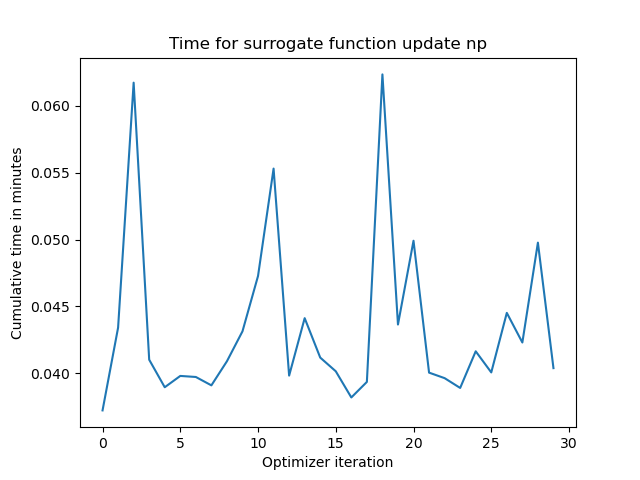 Time for surrogate function update np
Cumulative time in minutes
0.060
0.055
0.050
0.045
0.040
0 5 10 15 20 25 30
Optimizer iteration